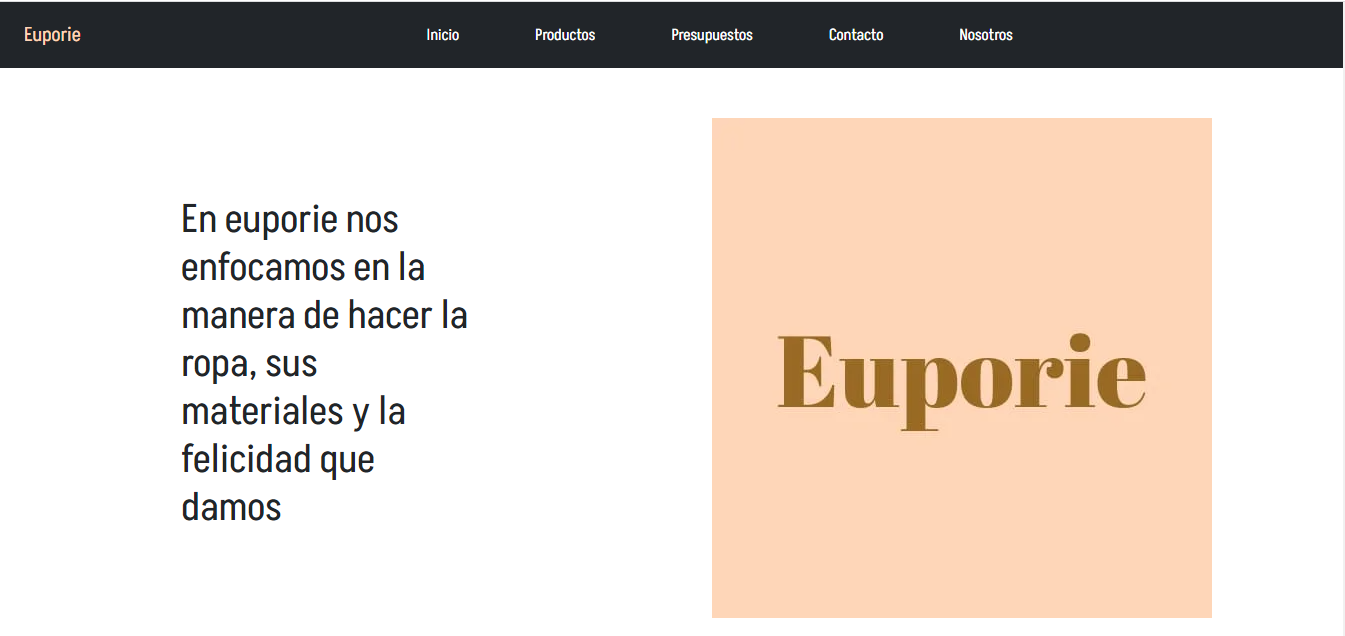 Euporie Inicio Productos Presupuestos Contacto Nosotros
En euporie nos
enfocamos en la
manera de hacer la
ropa, sus
materiales y la
felicidad que
damos
Euporie